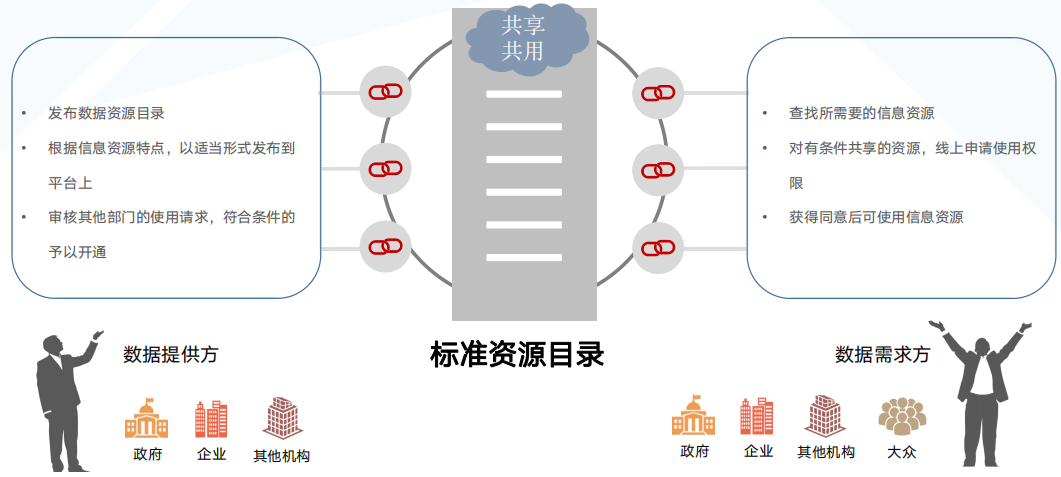 共享
共用
• 发布数据资源目录
• 根据信息资源特点，以适当形式发布到
平台上
• 审核其他部门的使用请求，符合条件的
予以开通
• 查找所需要的信息资源
• 对有条件共享的资源，线上申请使用权
限
• 获得同意后可使用信息资源
标准资源目录
数据提供方
政府
企业
其他机构
数据需求方
政府
企业
其他机构
大众